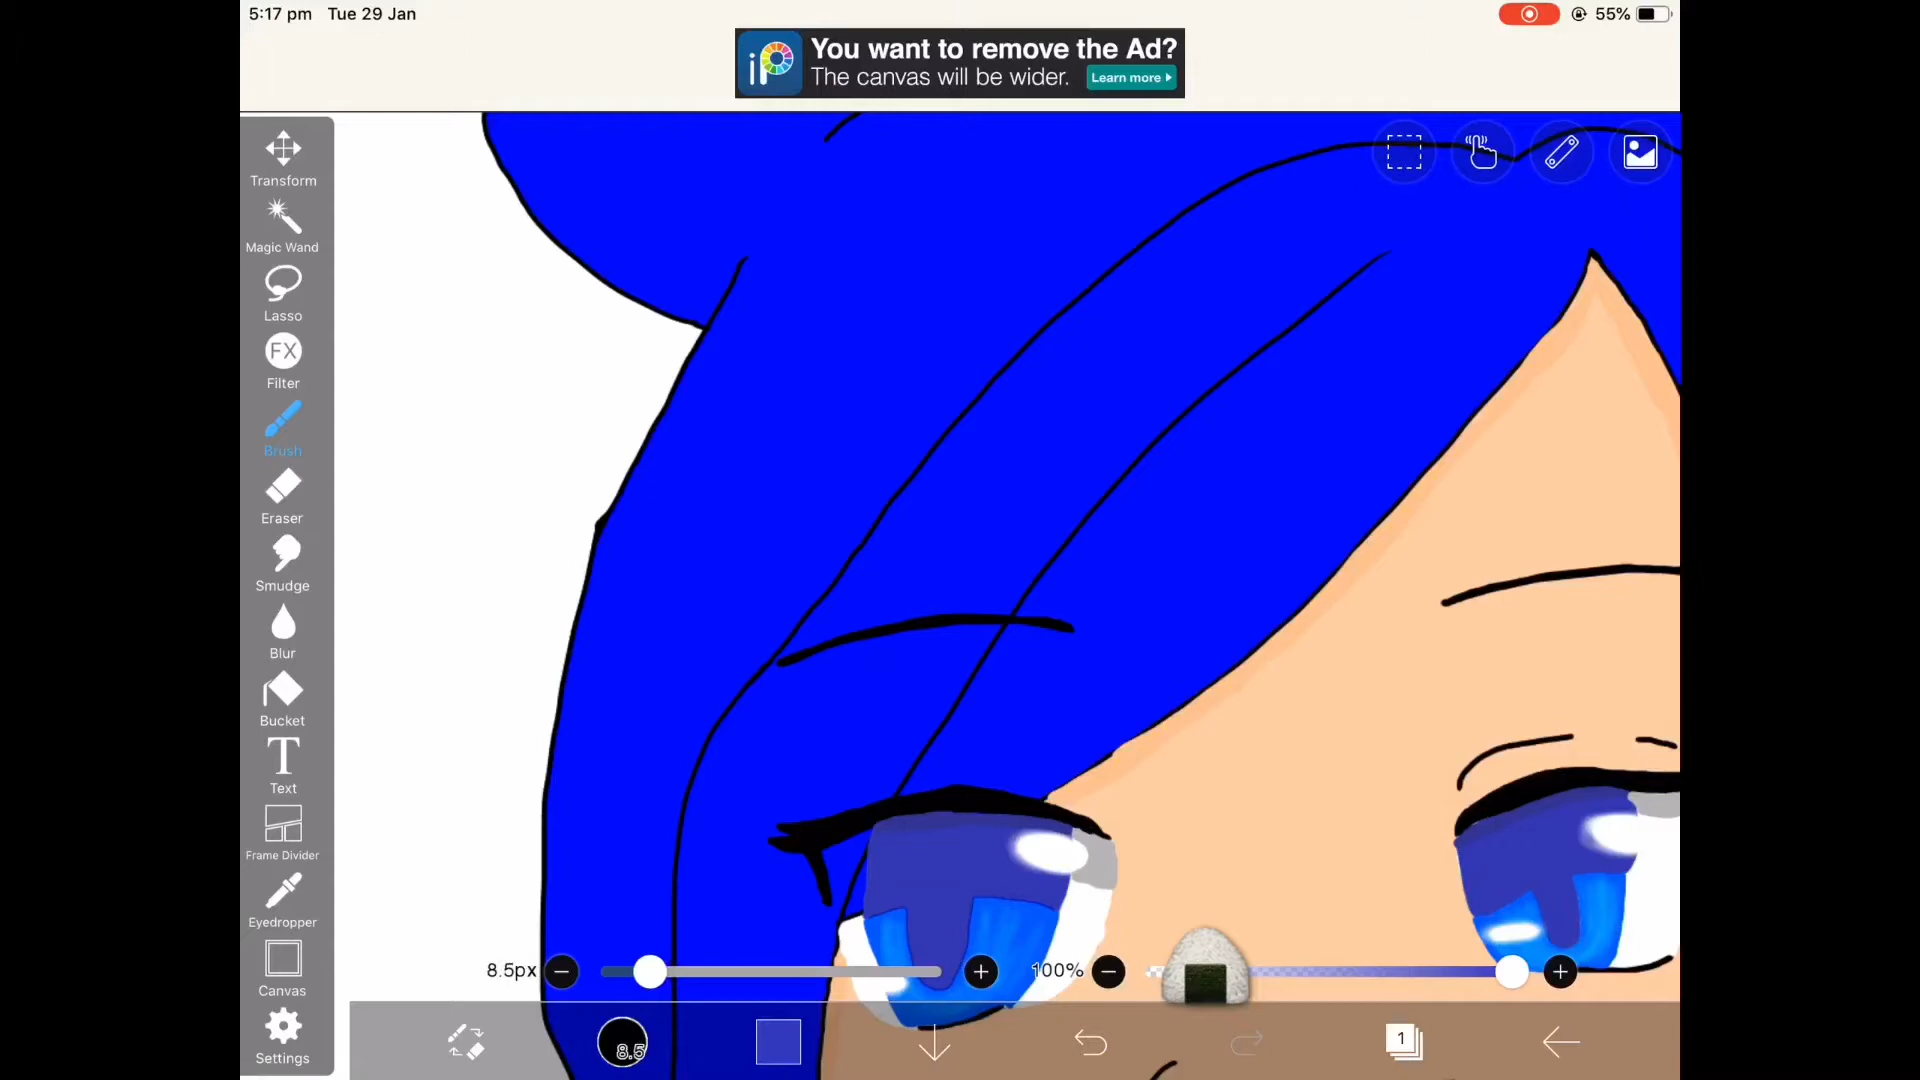 5:17 pm Tue 29 Jan
55%
iP
You want to remove the Ad?
The canvas will be wider. Learn more
Transform
Magic Wand
Lasso
FX
Filter
Brush
Eraser
Smudge
Blur
Bucket
T
Text
Frame Divider
Eyedropper
Canvas
Settings
8.5px
100%
8.5
1